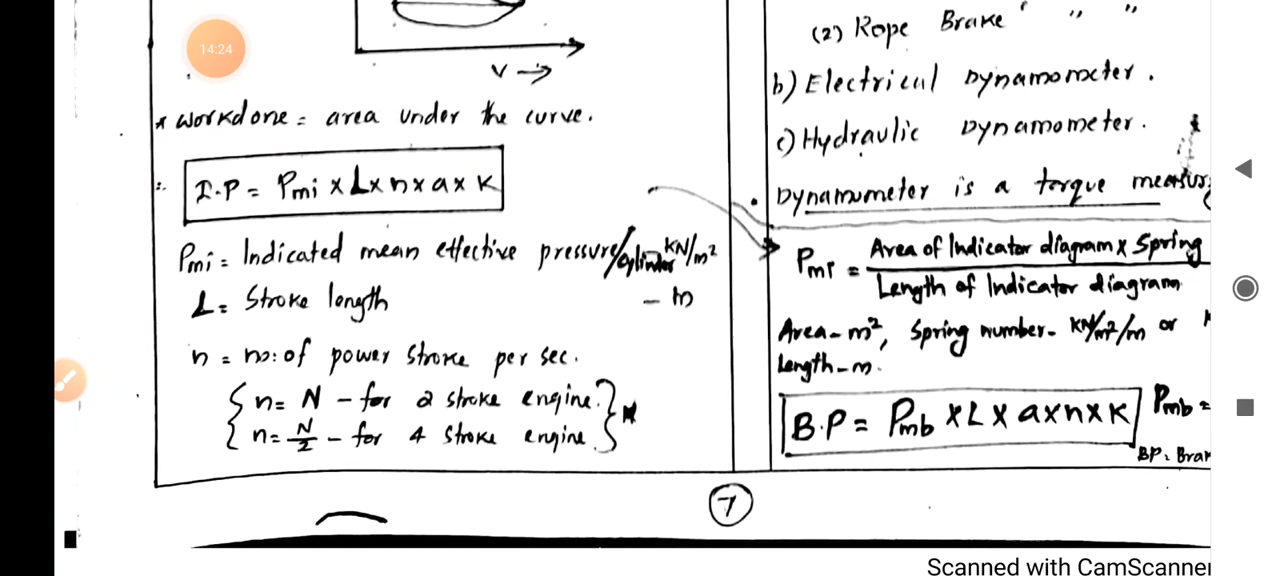 14:24
V →
* Workdone = area under the curve.
∴ I.P = Pmi x L x n x a x K
Pmi = Indicated mean effective pressure/cylinder KN/m²
L = Stroke length - m
n = no: of power stroke per sec.
{ n = N - for 2 stroke engine. }
{ n = N/2 - for 4 stroke engine } *
(2) Rope Brake " "
b) Electrical Dynamometer.
c) Hydraulic Dynamometer.
• Dynamometer is a torque
Pmi = Area of Indicator diagram x Spring
Length of Indicator diagram
Area - m², Spring number - KN/m²/m or
Length - m.
B.P = Pmb x L x a x n x K Pmb =
BP =
7
Scanned with CamScanner